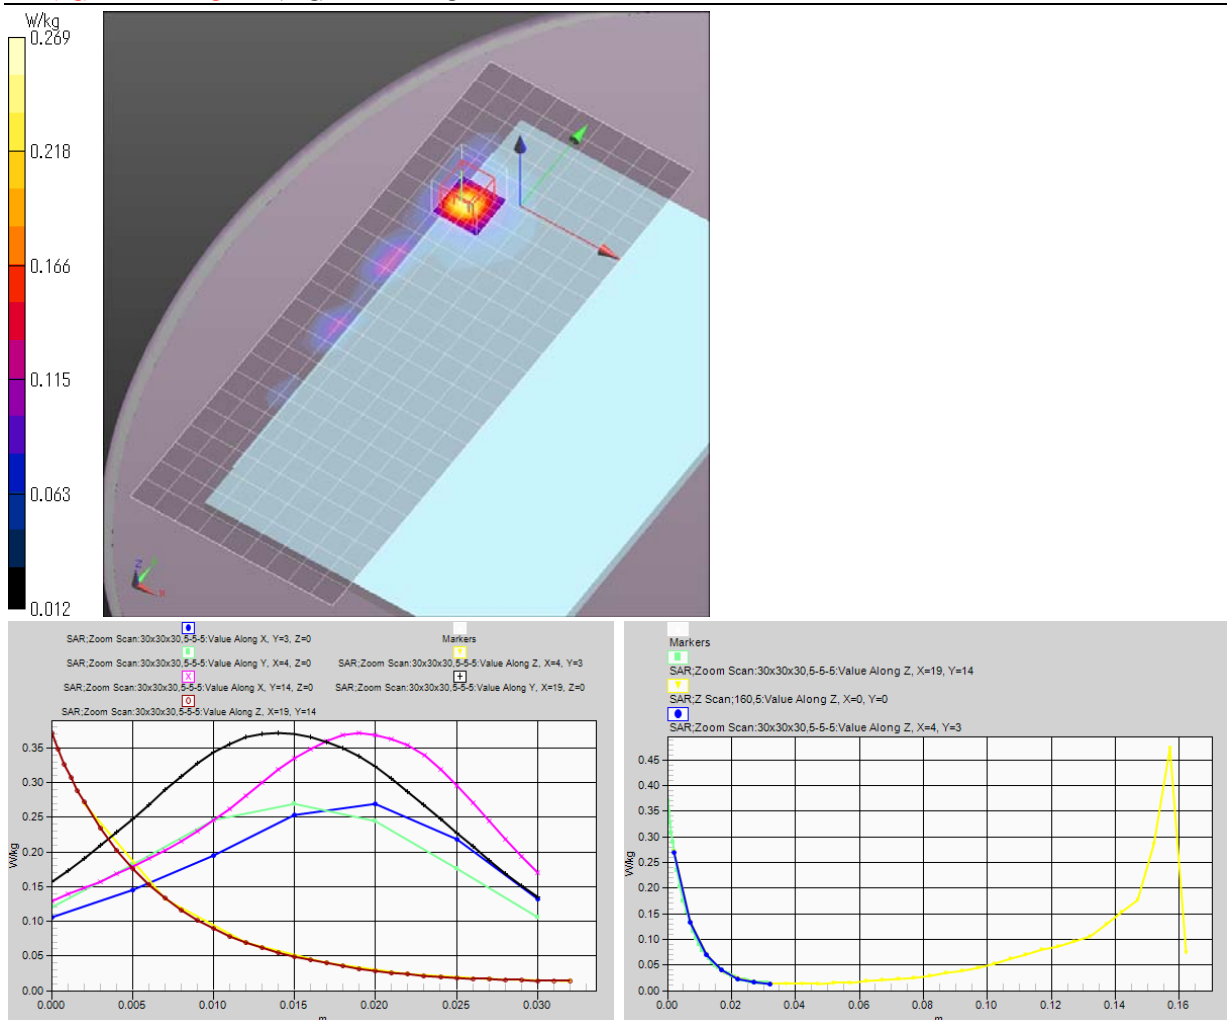 W/kg
0.269
0.218
0.166
0.115
0.063
0.012
Z
X
SAR;Zoom Scan:30x30x30,5-5-5:Value Along X, Y=3, Z=0
Markers
SAR;Zoom Scan:30x30x30,5-5-5:Value Along Y, X=4, Z=0
SAR;Zoom Scan:30x30x30,5-5-5:Value Along Z, X=4, Y=3
SAR;Zoom Scan:30x30x30,5-5-5:Value Along X, Y=14, Z=0
SAR;Zoom Scan:30x30x30,5-5-5:Value Along Y, X=19, Z=0
SAR;Zoom Scan:30x30x30,5-5-5:Value Along Z, X=19, Y=14
W/kg
0.36
0.30
0.25
0.20
0.15
0.10
0.05
0.00
0.000
0.005
0.010
0.015
0.020
0.025
0.030
m
Markers
SAR;Zoom Scan:30x30x30,5-5-5:Value Along Z, X=19, Y=14
SAR;Z Scan;160,5:Value Along Z, X=0, Y=0
SAR;Zoom Scan:30x30x30,5-5-5:Value Along Z, X=4, Y=3
W/kg
0.45
0.40
0.35
0.30
0.25
0.20
0.15
0.10
0.05
0.00
0.00
0.02
0.04
0.06
0.08
0.10
0.12
0.14
0.16
m